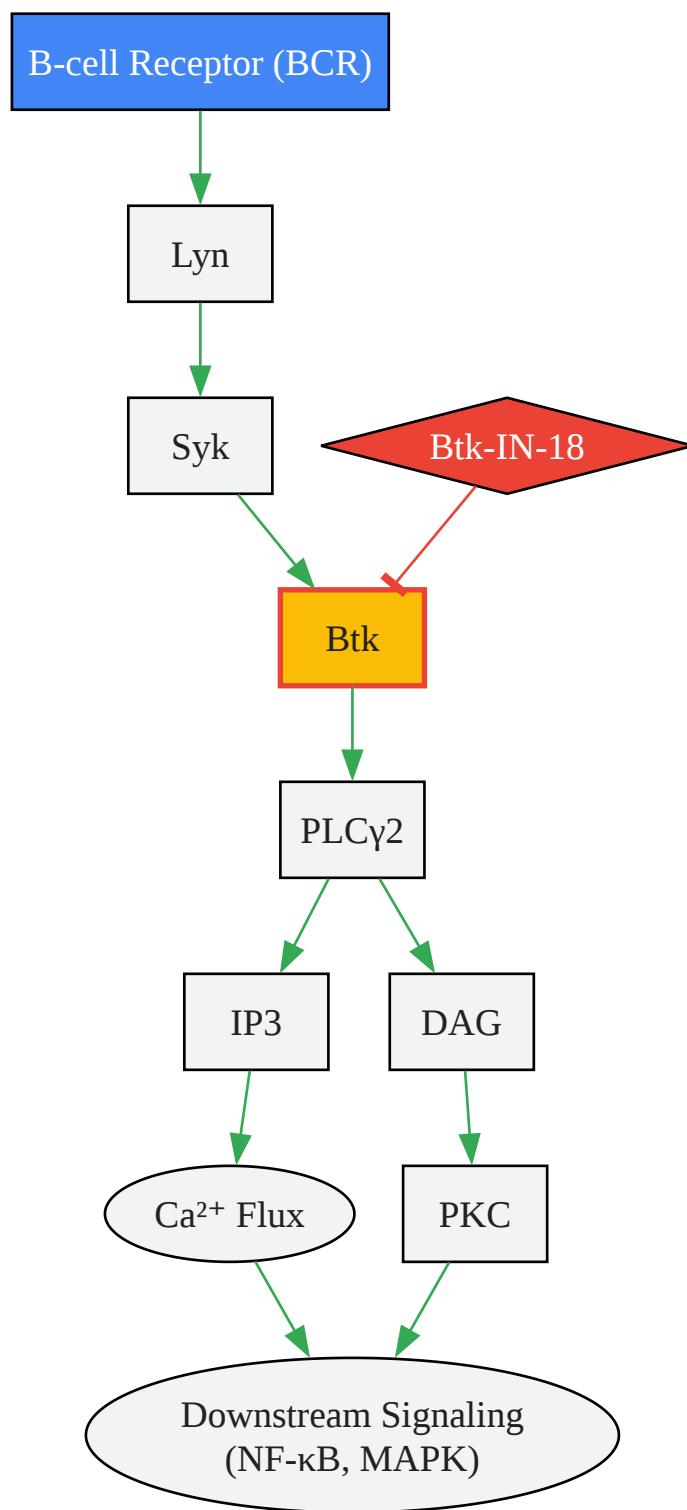 B-cell Receptor (BCR)
Lyn
Syk
Btk-IN-18
Btk
PLCγ2
IP3
DAG
Ca²⁺ Flux
PKC
Downstream Signaling
(NF-κB, MAPK)